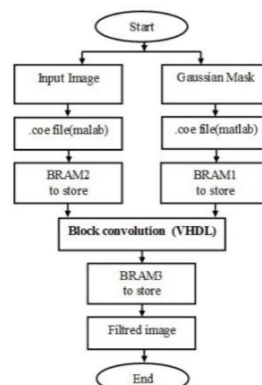 Start
Input Image
Gaussian Mask
.coe file(malab)
.coe file(matlab)
BRAM2
to store
BRAM1
to store
Block convolution (VHDL)
BRAM3
to store
Filtred image
End